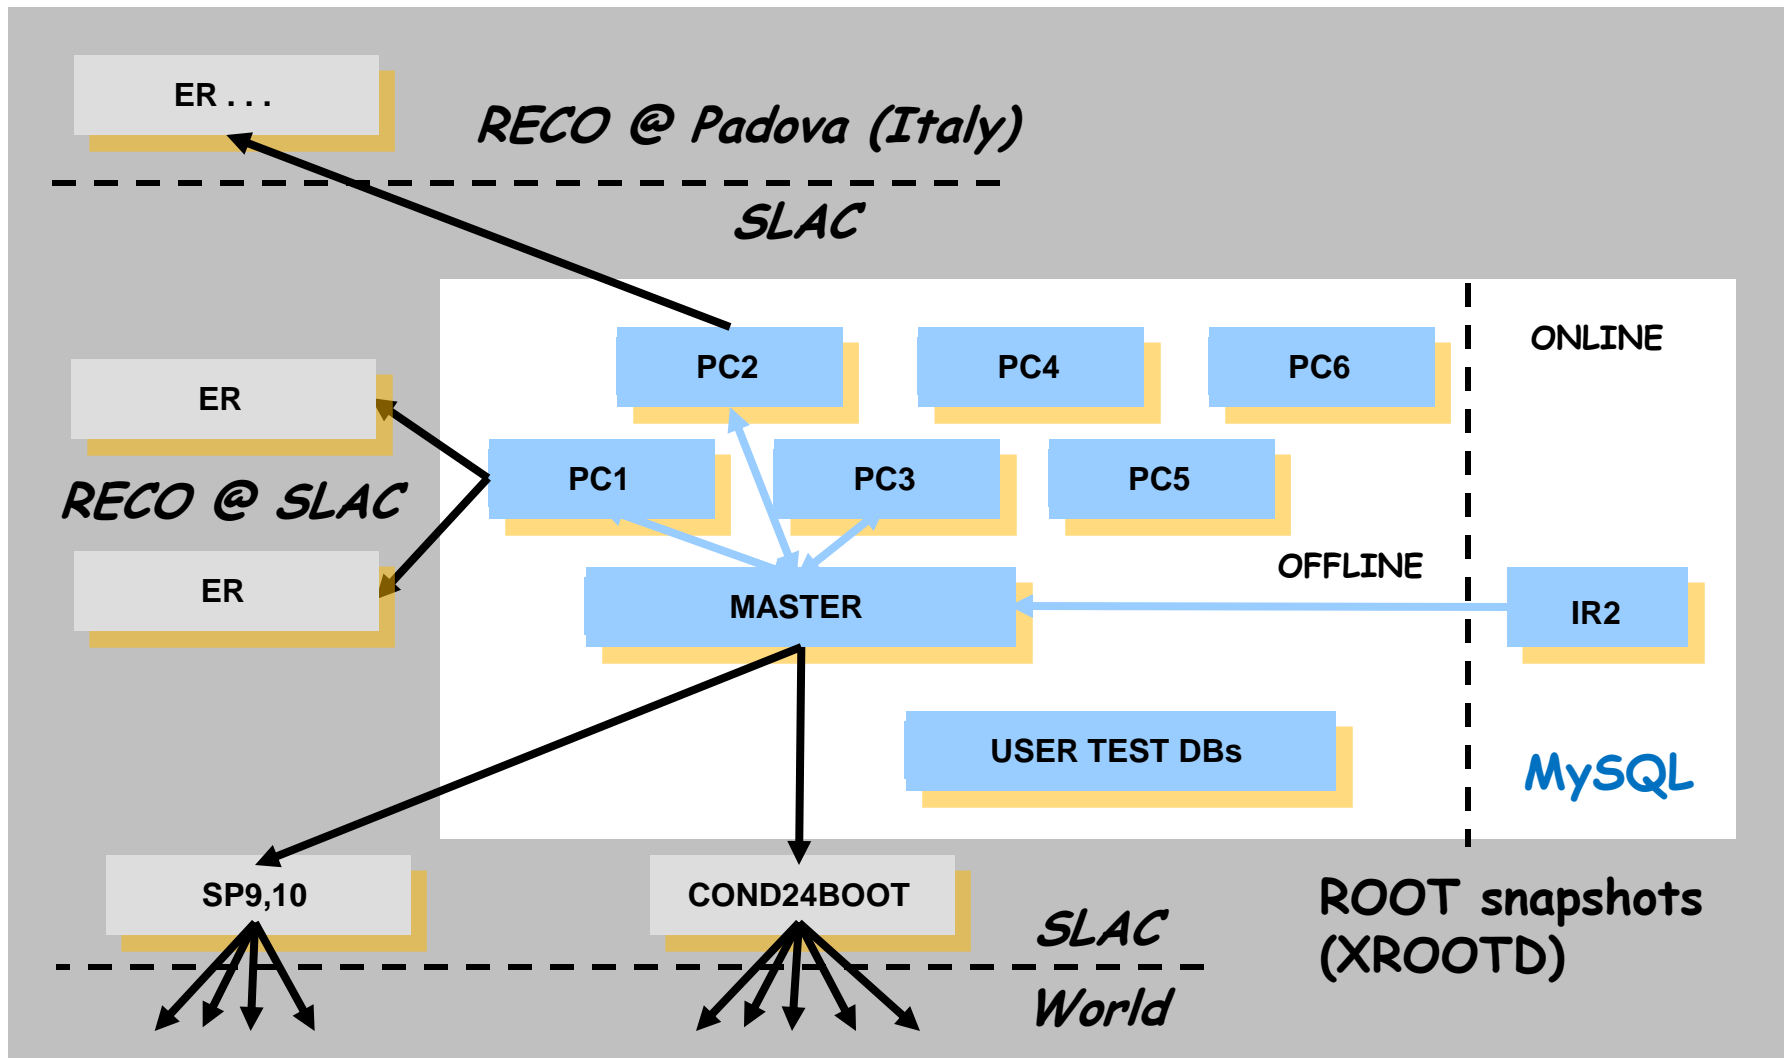 ER . . .
RECO @ Padova (Italy)
SLAC
ONLINE
PC2
PC4
PC6
ER
PC1
PC3
PC5
RECO @ SLAC
OFFLINE
ER
MASTER
IR2
USER TEST DBs
MySQL
SP9,10
COND24BOOT
ROOT snapshots
(XROOTD)
SLAC
World